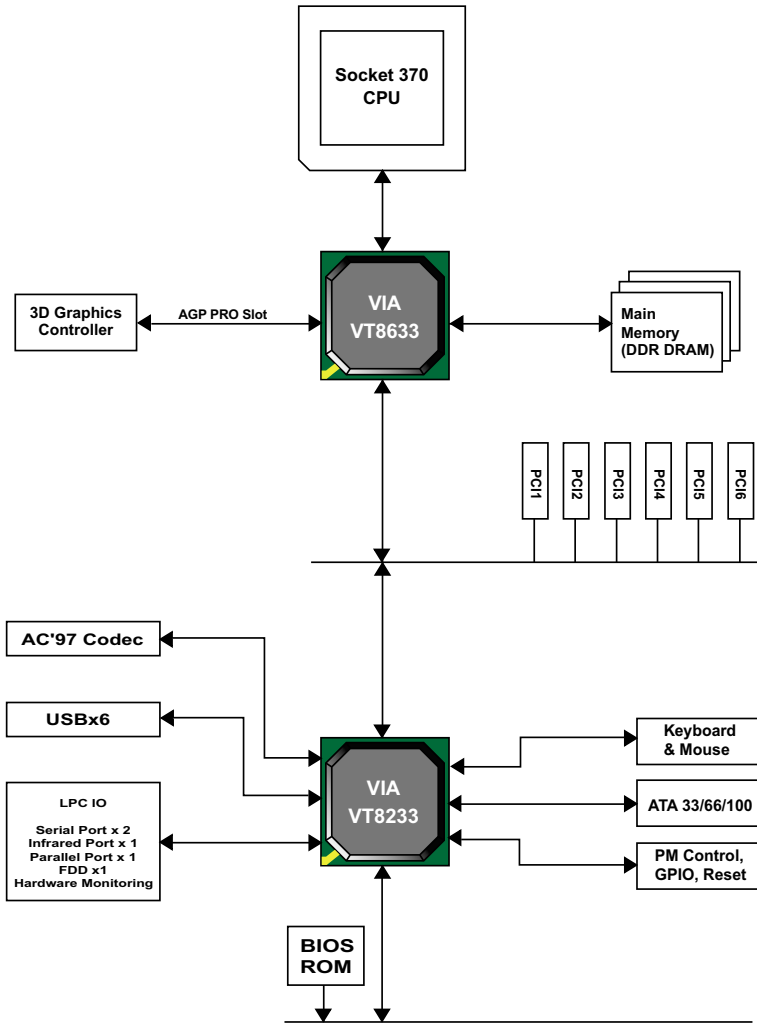 Socket 370
CPU
VIA
VT8633
3D Graphics
Controller
AGP PRO Slot
Main
Memory
(DDR DRAM)
PCI1
PCI2
PCI3
PCI4
PCI5
PCI6
AC'97 Codec
USBx6
LPC IO
Serial Port x 2
Infrared Port x 1
Parallel Port x 1
FDD x1
Hardware Monitoring
VIA
VT8233
Keyboard
& Mouse
ATA 33/66/100
PM Control,
GPIO, Reset
BIOS
ROM